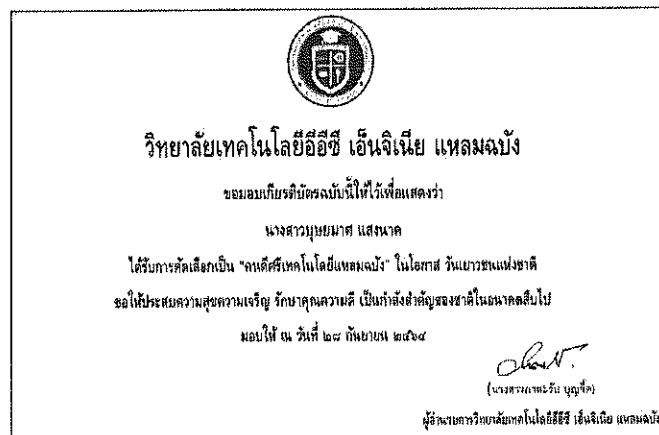 วิทยาลัยเทคโนโลยีอีอีซี เอ็นจิเนีย แหลมฉบัง
ขอมอบเกียรติบัตรฉบับนี้ให้ไว้เพื่อแสดงว่า
นางสาวบุษยมาศ แสงนาค
ได้รับการคัดเลือกเป็น "คนดีศรีเทคโนโลยีแหลมฉบัง" ในโอกาส วันเยาวชนแห่งชาติ
ขอให้ประสบความสุขความเจริญ รักษาคุณความดี เป็นกำลังสำคัญของชาติในอนาคตสืบไป
มอบให้ ณ วันที่ ๒๘ กันยายน ๒๕๖๔
ผู้อำนวยการวิทยาลัยเทคโนโลยีอีอีซี เอ็นจิเนีย แหลมฉบัง